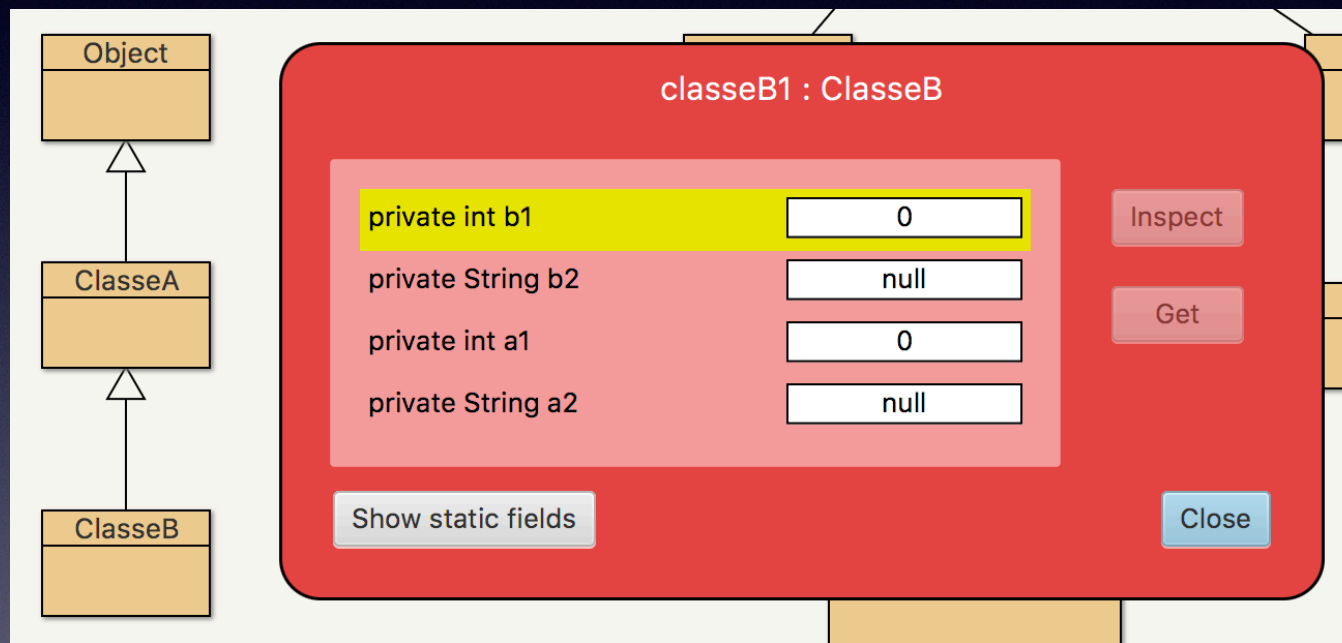 Object
ClasseA
ClasseB
classeB1 : ClasseB
private int b1 0
private String b2 null
private int a1 0
private String a2 null
Inspect
Get
Show static fields
Close